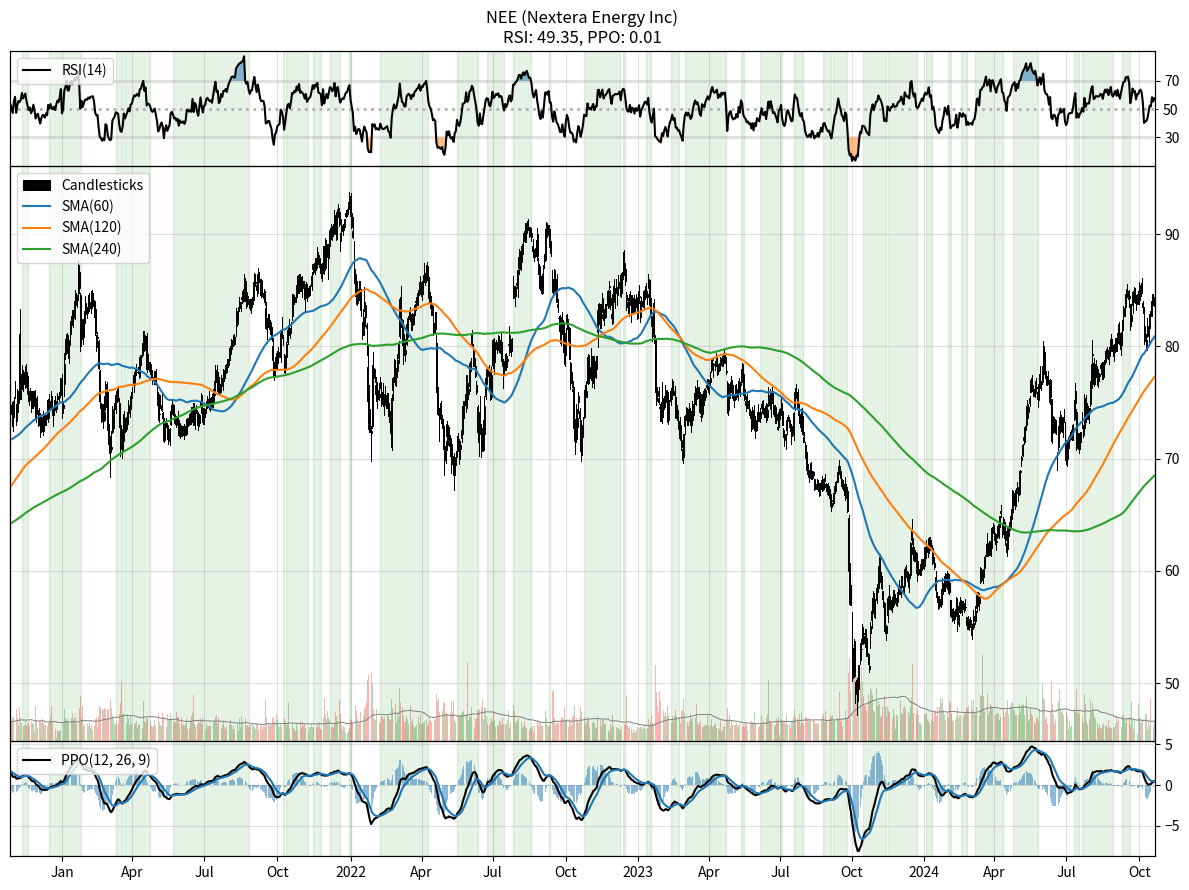 NEE (Nextera Energy Inc)
RSI: 49.35, PPO: 0.01
RSI(14)
70
50
30
Candlesticks
SMA(60)
SMA(120)
SMA(240)
90
80
70
60
50
PPO(12, 26, 9)
5
0
−5
Jan Apr Jul Oct 2022 Apr Jul Oct 2023 Apr Jul Oct 2024 Apr Jul Oct